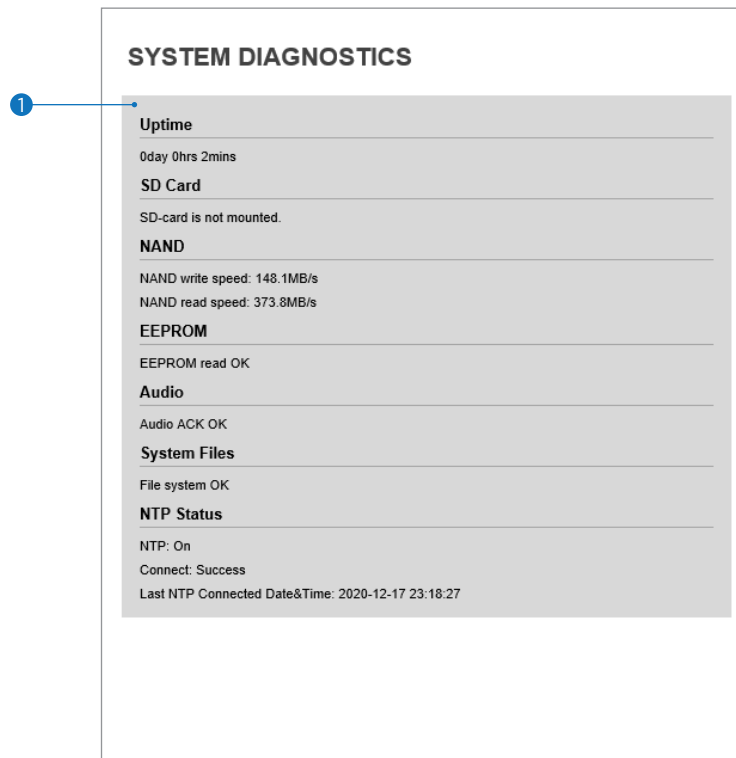 SYSTEM DIAGNOSTICS
1
Uptime
0day 0hrs 2mins
SD Card
SD-card is not mounted.
NAND
NAND write speed: 148.1MB/s
NAND read speed: 373.8MB/s
EEPROM
EEPROM read OK
Audio
Audio ACK OK
System Files
File system OK
NTP Status
NTP: On
Connect: Success
Last NTP Connected Date&Time: 2020-12-17 23:18:27